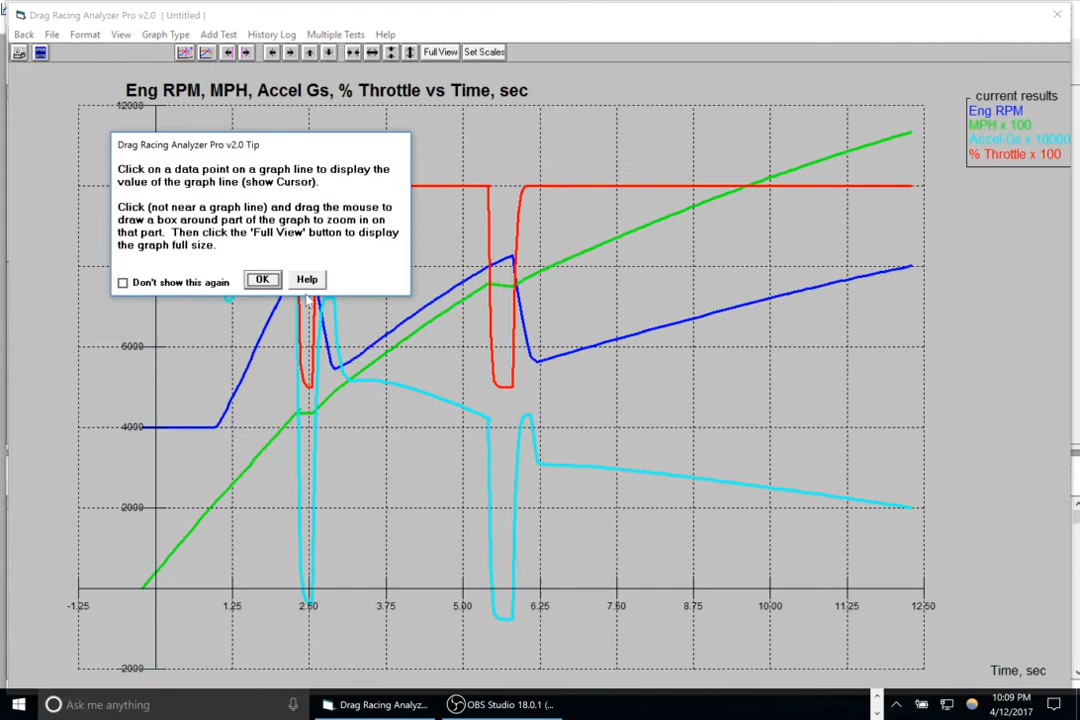 Drag Racing Analyzer Pro v2.0 [ Untitled ]
Back File Format View Graph Type Add Test History Log Multiple Tests Help
Full View Set Scales
Eng RPM, MPH, Accel Gs, % Throttle vs Time, sec
current results
Eng RPM
MPH x 100
Accel Gs x 10000
% Throttle x 100
12000
Drag Racing Analyzer Pro v2.0 Tip
Click on a data point on a graph line to display the
value of the graph line (show Cursor).
Click (not near a graph line) and drag the mouse to
draw a box around part of the graph to zoom in on
that part. Then click the 'Full View' button to display
the graph full size.
Don't show this again OK Help
6000
4000
2000
-1.25 1.25 2.50 3.75 5.00 6.25 7.50 8.75 10.00 11.25 12.50
-2000
Time, sec
Ask me anything
Drag Racing Analyz...
OBS Studio 18.0.1 (...
10:09 PM
4/12/2017